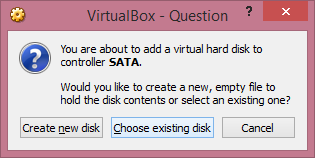 VirtualBox - Question
?
You are about to add a virtual hard disk to
controller SATA.
Would you like to create a new, empty file to
hold the disk contents or select an existing one?
Create new disk
Choose existing disk
Cancel